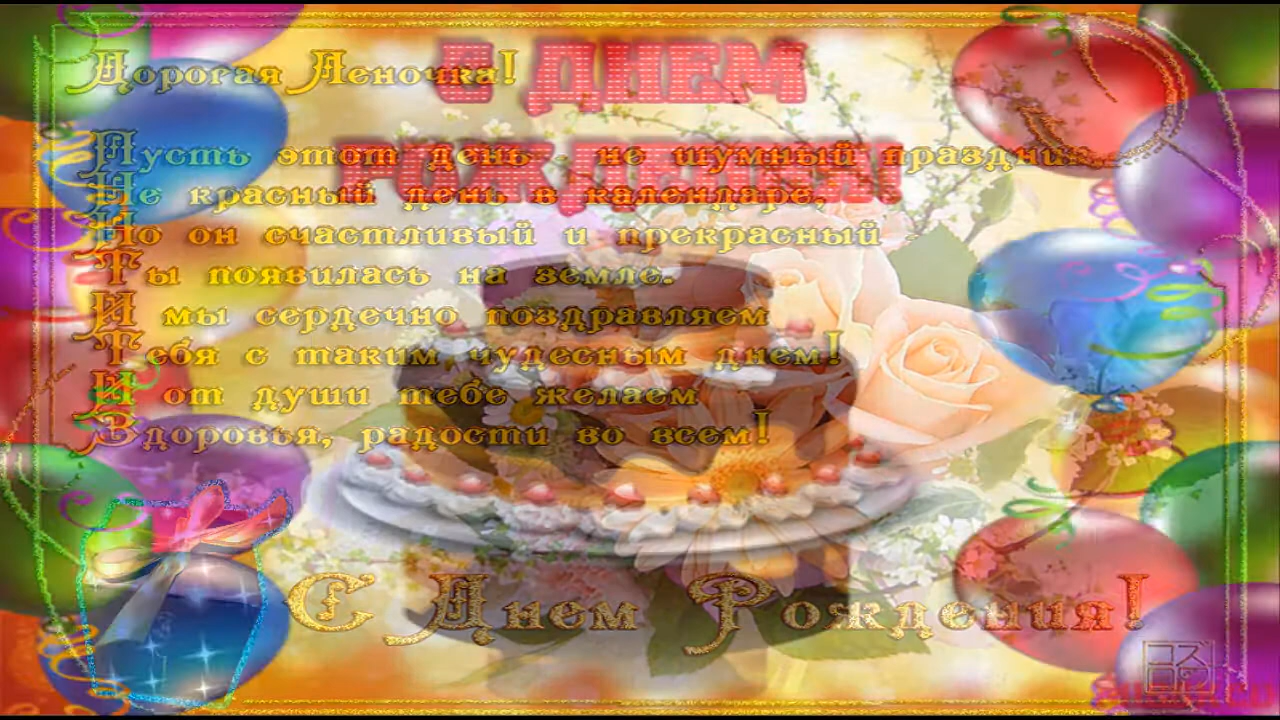 С ДНЕМ
РОЖДЕНИЯ!
Дорогая Леночка!
Пусть этот день - не шумный праздник,
Не красный день в календаре,
Но он счастливый и прекрасный -
Ты появилась на земле.
И мы сердечно поздравляем
Тебя с таким чудесным днем!
И от души тебе желаем
Здоровья, радости во всем!
С Днем Рождения!